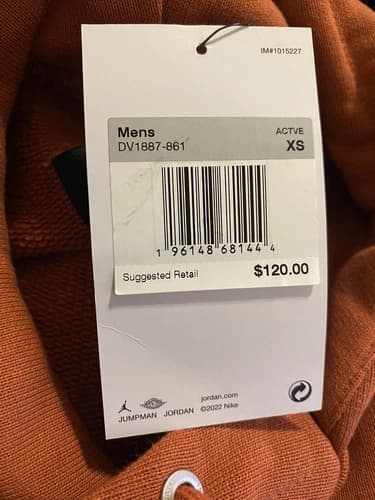 IM#1015227
Mens
ACTVE
DV1887-861
XS
1 96148 68144 4
Suggested Retail
$120.00
jordan.com
JUMPMAN JORDAN ©2022 Nike